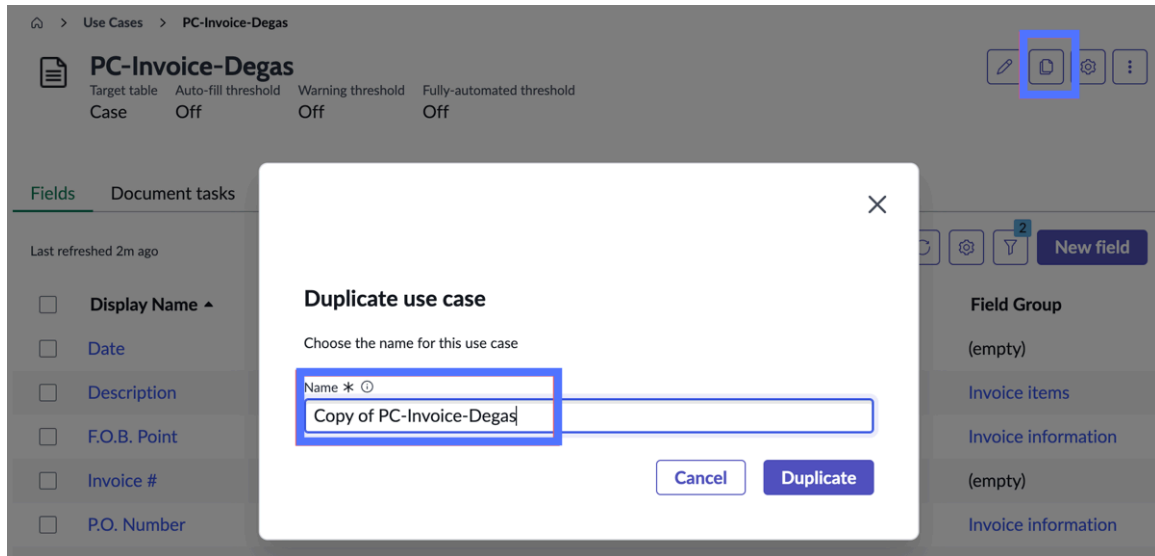 Use Cases > PC-Invoice-Degas
PC-Invoice-Degas
Target table Auto-fill threshold Warning threshold Fully-automated threshold
Case Off Off Off
Fields Document tasks
Last refreshed 2m ago
2
New field
Display Name Field Group
Date (empty)
Description Invoice items
F.O.B. Point Invoice information
Invoice # (empty)
P.O. Number Invoice information
Duplicate use case
Choose the name for this use case
Name *
Copy of PC-Invoice-Degas
Cancel Duplicate